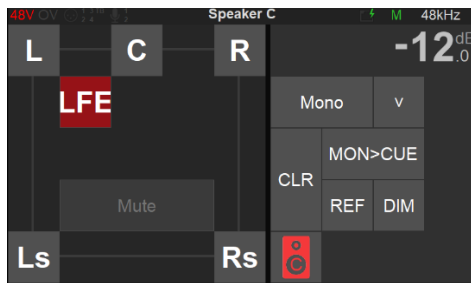 48V OV Speaker C M 48kHz
L C R -12.0 dB
LFE Mono v
MON>CUE
CLR
Mute REF DIM
Ls Rs C